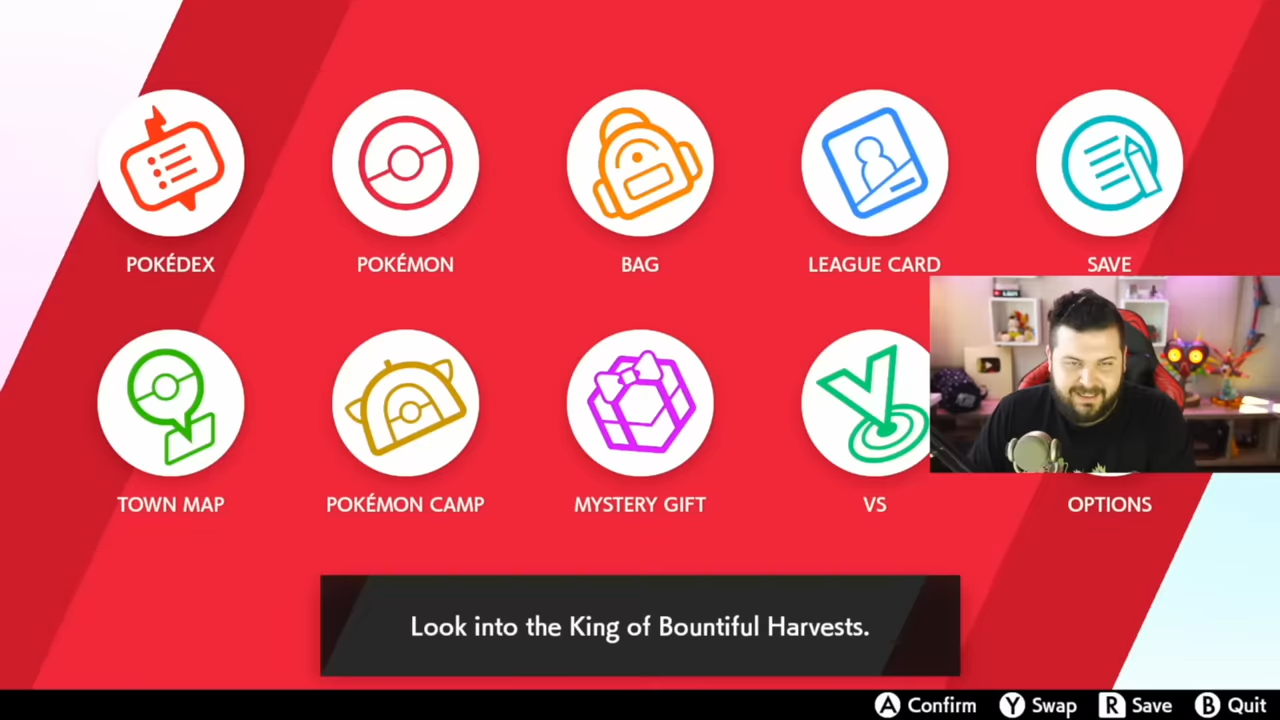 POKÉDEX
POKÉMON
BAG
LEAGUE CARD
SAVE
TOWN MAP
POKÉMON CAMP
MYSTERY GIFT
VS
OPTIONS
Look into the King of Bountiful Harvests.
A Confirm
Y Swap
R Save
B Quit